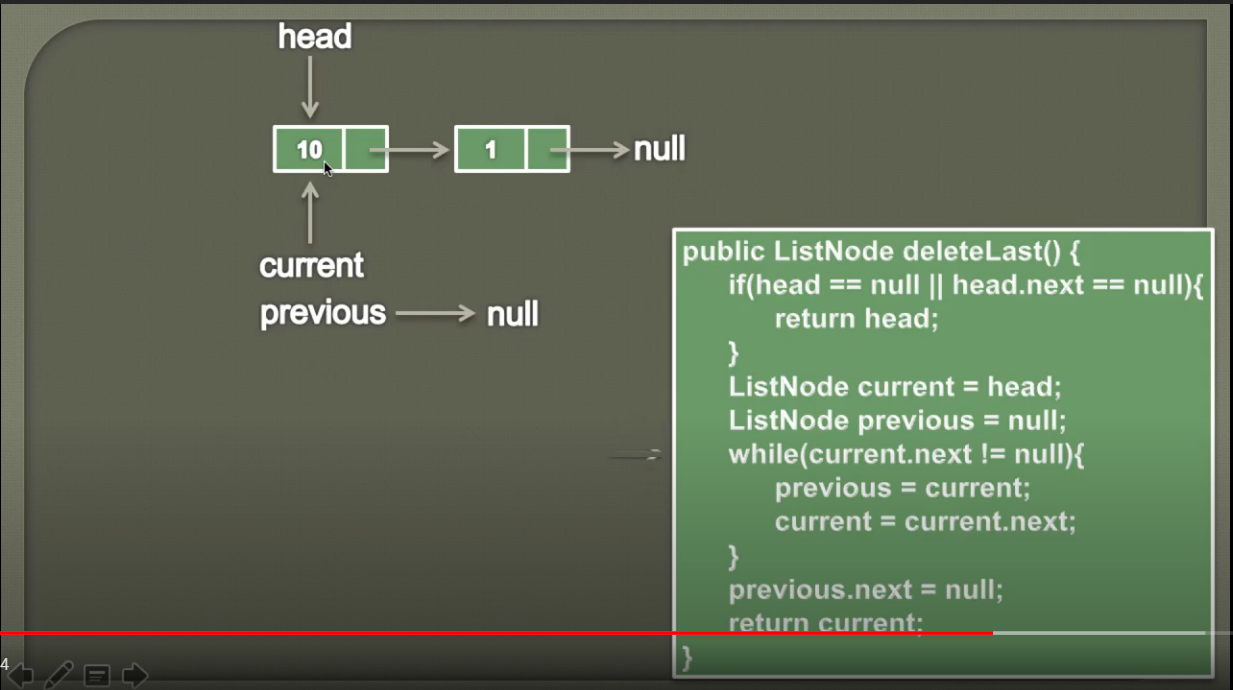 head
10 1 null
current
previous null
public ListNode deleteLast() {
if(head == null || head.next == null){
return head;
}
ListNode current = head;
ListNode previous = null;
while(current.next != null){
previous = current;
current = current.next;
}
previous.next = null;
return current;
}
4